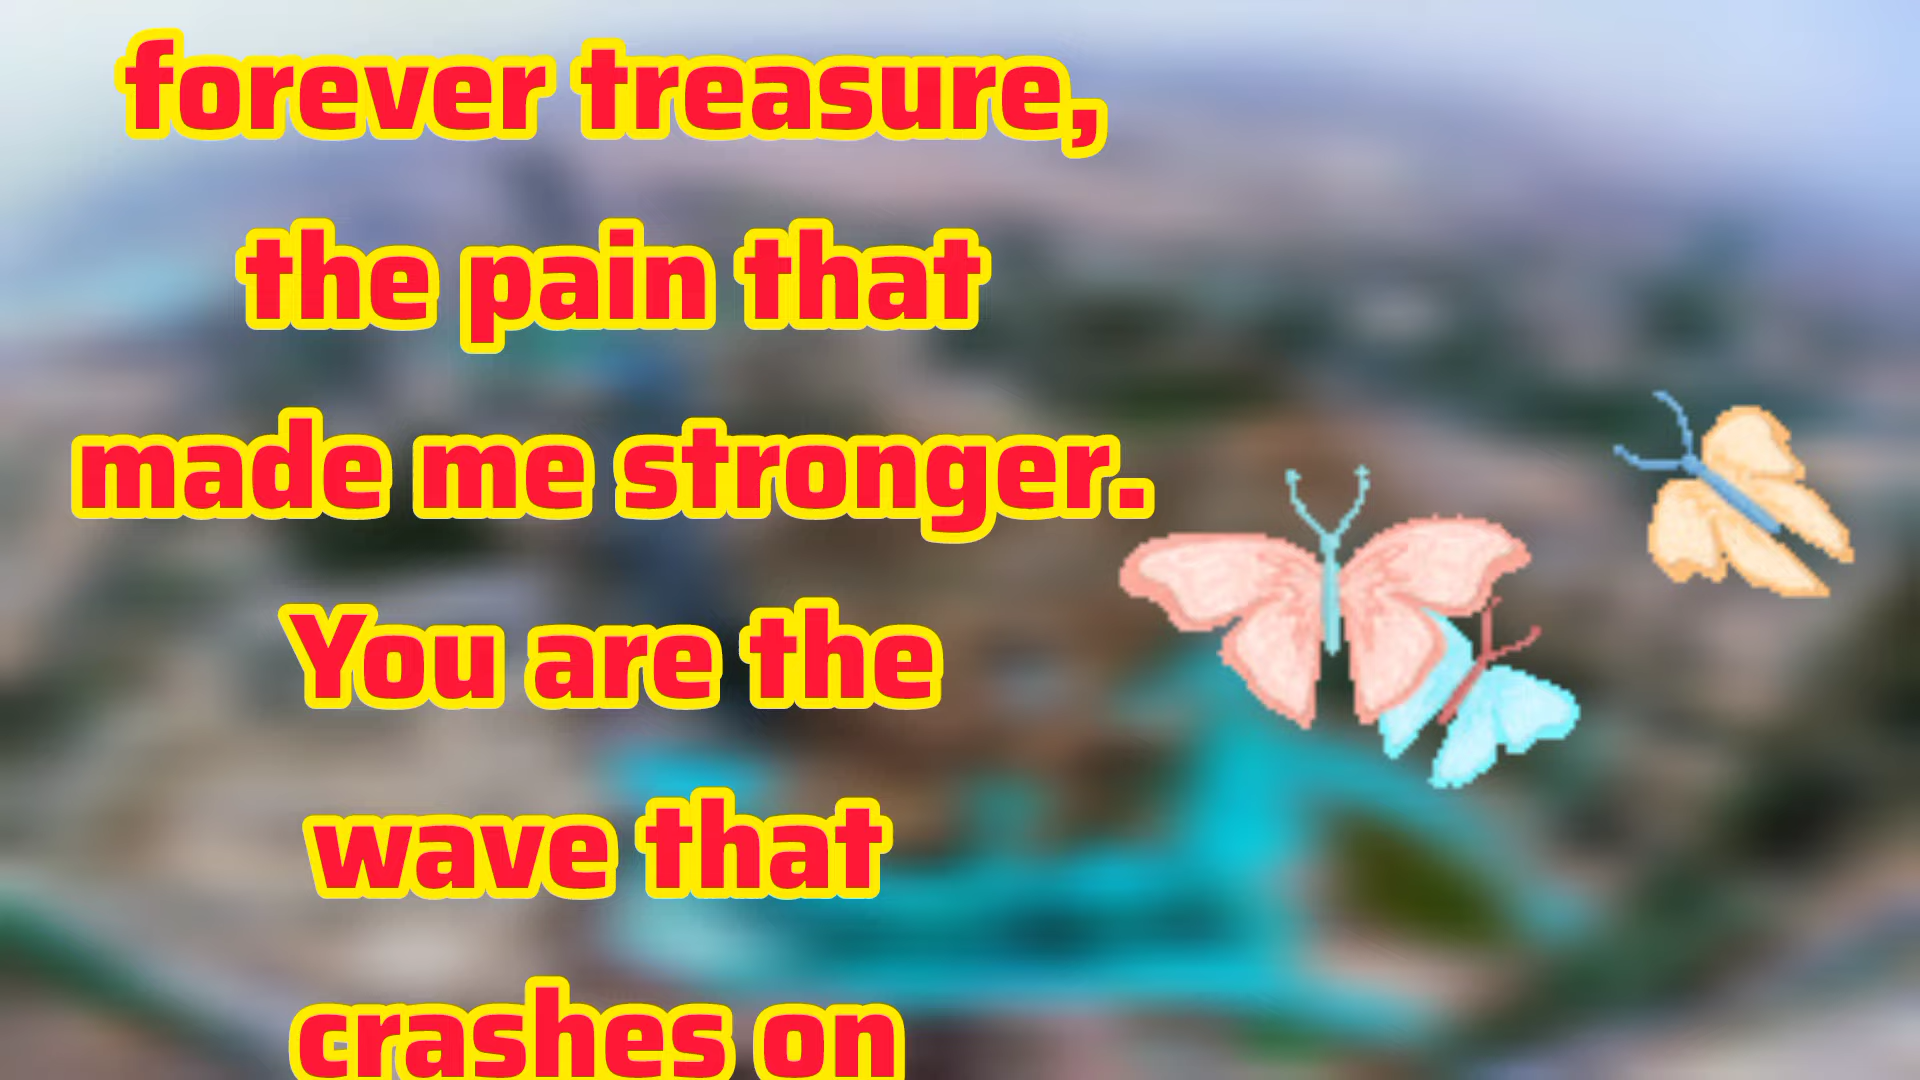 forever treasure,
the pain that
made me stronger.
You are the
wave that
crashes on